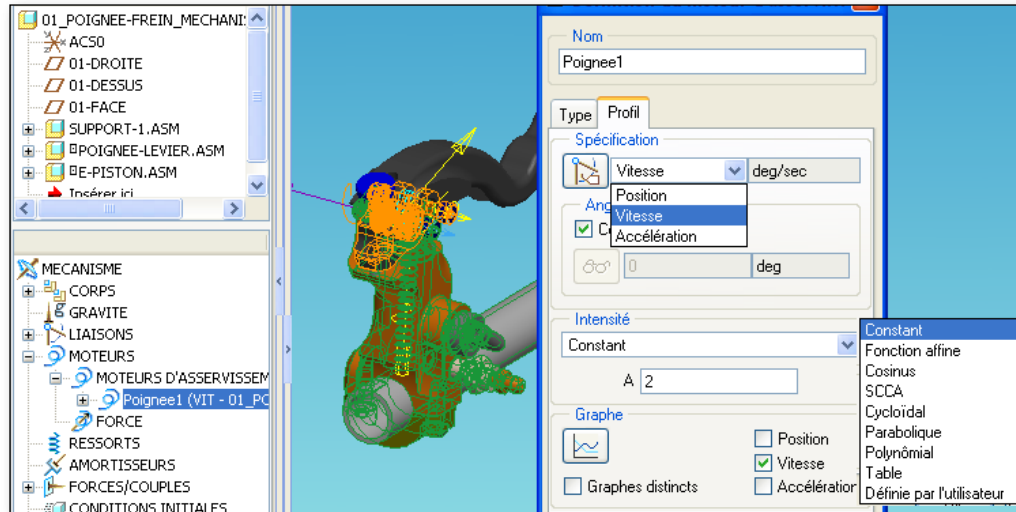 01_POIGNEE-FREIN_MECHANI
ACS0
01-DROITE
01-DESSUS
01-FACE
SUPPORT-1.ASM
POIGNEE-LEVIER.ASM
E-PISTON.ASM
Insérer ici
MECANISME
CORPS
GRAVITE
LIAISONS
MOTEURS
MOTEURS D'ASSERVISSEM
Poignee1 (VIT - 01_PO
FORCE
RESSORTS
AMORTISSEURS
FORCES/COUPLES
CONDITIONS INITIALES
Nom
Poignee1
Type Profil
Spécification
Vitesse deg/sec
Position
Vitesse
Accélération
Ang
0 deg
Intensité
Constant
A 2
Graphe
Position
Vitesse
Graphes distincts Accélération
Constant
Fonction affine
Cosinus
SCCA
Cycloïdal
Parabolique
Polynômial
Table
Définie par l'utilisateur